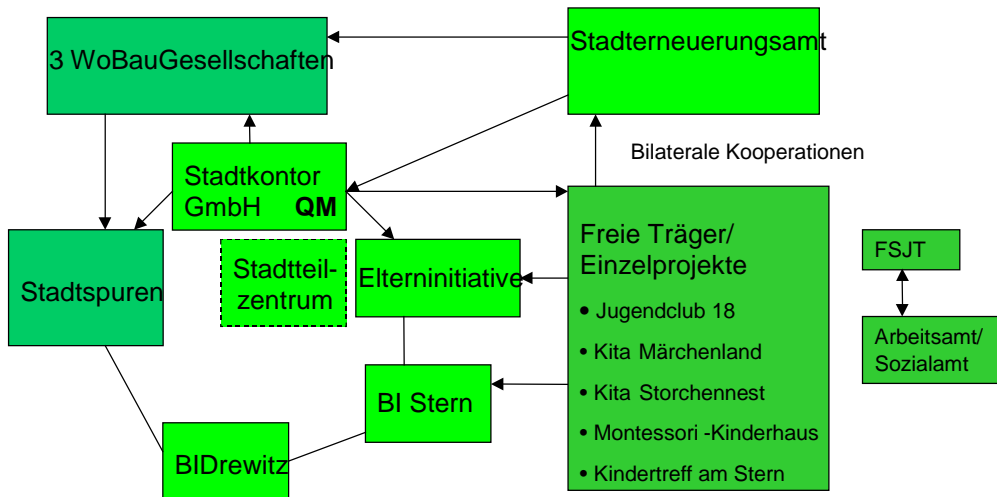 3 WoBauGesellschaften
Stadterneuerungsamt
Bilaterale Kooperationen
Stadtkontor
GmbH QM
Stadtspuren
Stadtteil-
zentrum
Elterninitiative
Freie Träger/
Einzelprojekte
• Jugendclub 18
• Kita Märchenland
• Kita Storchennest
• Montessori -Kinderhaus
• Kindertreff am Stern
FSJT
Arbeitsamt/
Sozialamt
BI Stern
BIDrewitz